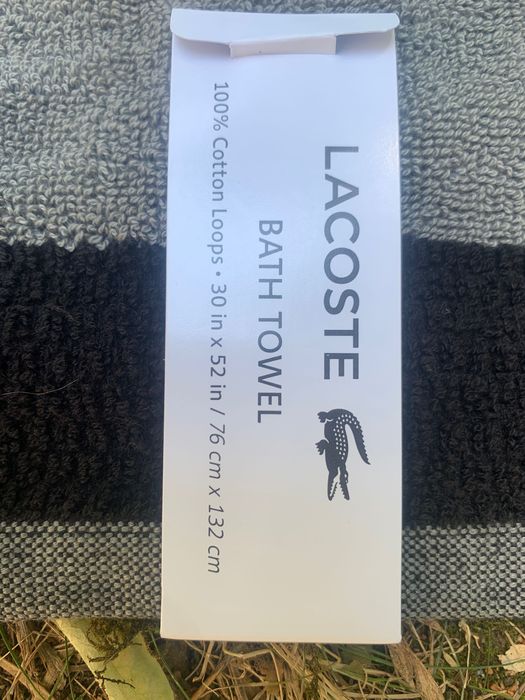 LACOSTE
BATH TOWEL
100% Cotton Loops • 30 in x 52 in / 76 cm x 132 cm